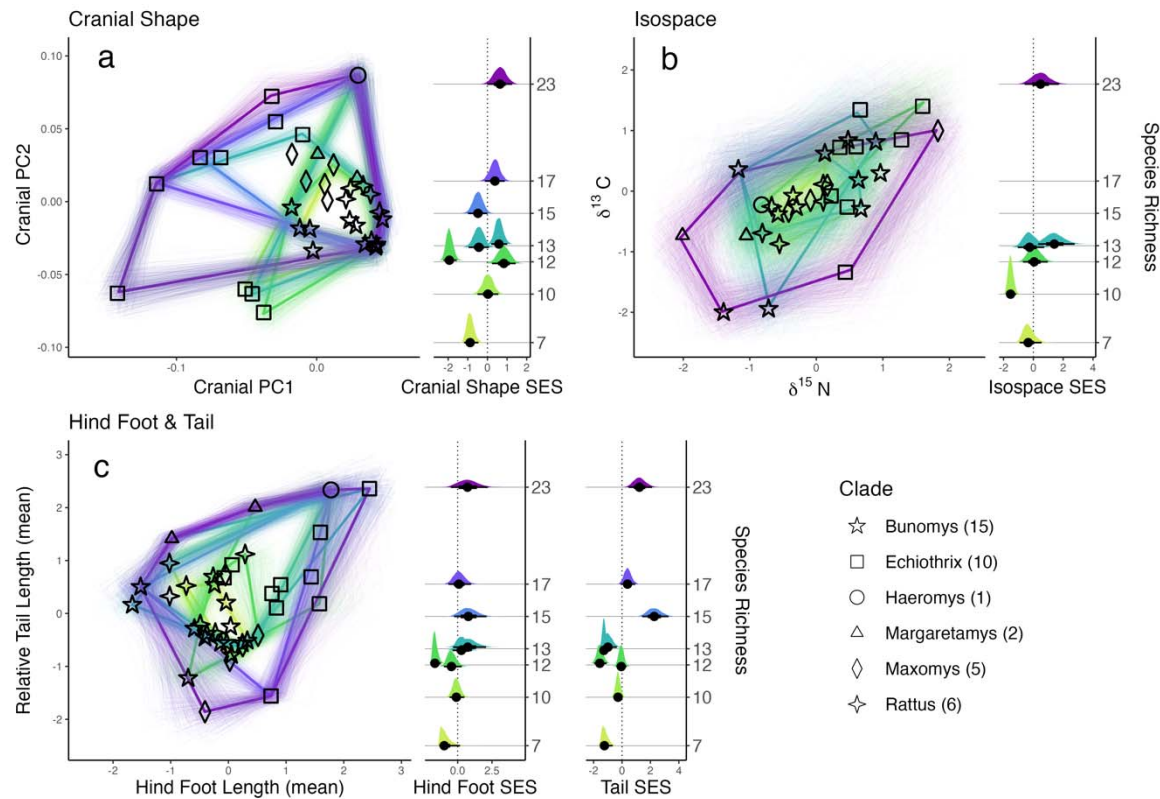 Cranial Shape
a
Cranial PC2
0.10
0.05
0.00
-0.05
-0.10
-0.1
0.0
Cranial PC1
23
17
15
13
12
10
7
-2
-1
0
1
2
Cranial Shape SES
Isospace
b
δ13 C
2
1
0
-1
-2
-2
-1
0
1
2
δ15 N
23
17
15
13
12
10
7
-2
0
2
4
Isospace SES
Species Richness
Hind Foot & Tail
c
Relative Tail Length (mean)
3
2
1
0
-1
-2
-2
-1
0
1
2
3
Hind Foot Length (mean)
23
17
15
13
12
10
7
0.0
2.5
Hind Foot SES
23
17
15
13
12
10
7
-2
0
2
4
Tail SES
Species Richness
Clade
Bunomys (15)
Echiothrix (10)
Haeromys (1)
Margaretamys (2)
Maxomys (5)
Rattus (6)